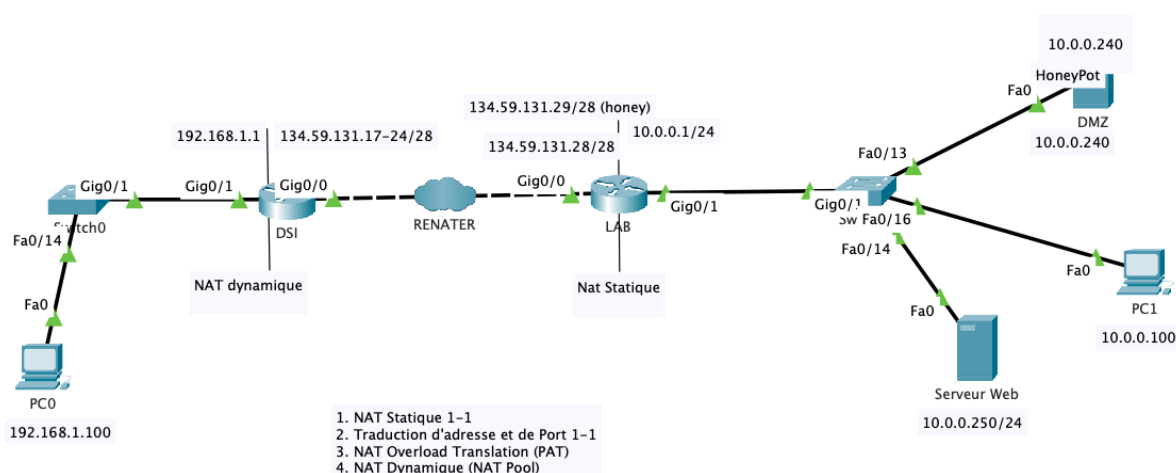 10.0.0.240
HoneyPot
Fa0
DMZ
10.0.0.240
134.59.131.29/28 (honey)
192.168.1.1
134.59.131.17-24/28
10.0.0.1/24
134.59.131.28/28
Fa0/13
Gig0/1
Gig0/1
Gig0/0
Gig0/0
Gig0/1
Gig0/1
Fa0/16
Switch0
DSI
RENATER
LAB
Sw
Fa0/14
Fa0/14
Fa0
NAT dynamique
Nat Statique
Fa0
PC1
10.0.0.100
Fa0
PC0
192.168.1.100
Serveur Web
10.0.0.250/24
1. NAT Statique 1-1
2. Traduction d'adresse et de Port 1-1
3. NAT Overload Translation (PAT)
4. NAT Dynamique (NAT Pool)